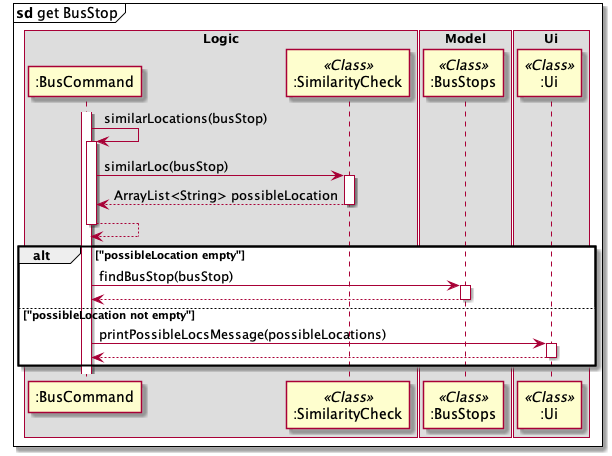 sd get BusStop
Logic
Model
Ui
:BusCommand
«Class»
:SimilarityCheck
«Class»
:BusStops
«Class»
:Ui
similarLocations(busStop)
similarLoc(busStop)
ArrayList<String> possibleLocation
alt
["possibleLocation empty"]
findBusStop(busStop)
["possibleLocation not empty"]
printPossibleLocsMessage(possibleLocations)
:BusCommand
«Class»
:SimilarityCheck
«Class»
:BusStops
«Class»
:Ui